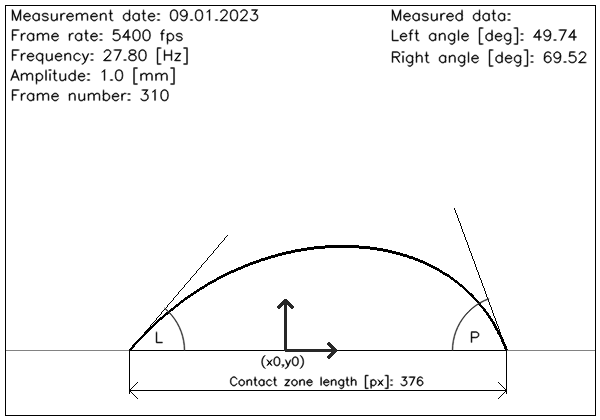 Measurement date: 09.01.2023
Frame rate: 5400 fps
Frequency: 27.80 [Hz]
Amplitude: 1.0 [mm]
Frame number: 310
Measured data:
Left angle [deg]: 49.74
Right angle [deg]: 69.52
L
P
(x0,y0)
Contact zone length [px]: 376